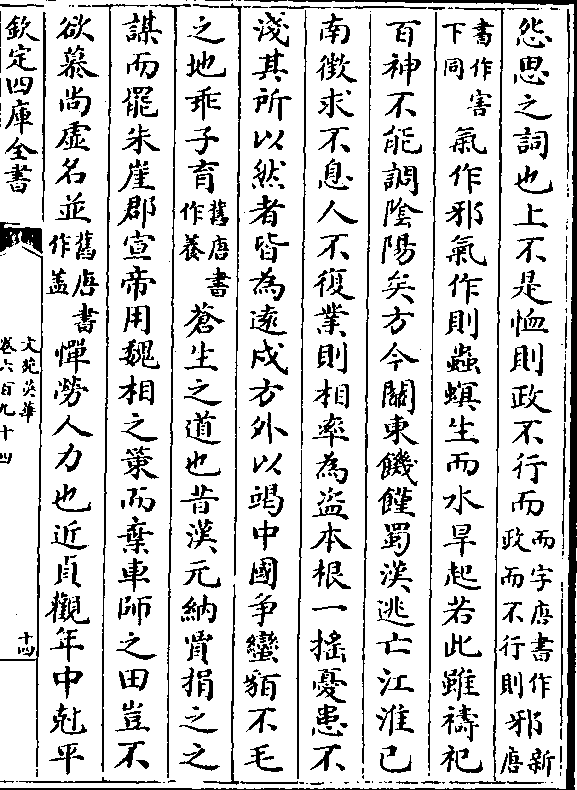 怨思之詞也上不是恤則政不行而而字唐書作新政而不行則邪唐
書作害下同氣作邪氣作則蟲螟生而水旱起若此雖禱祀
百神不能調陰陽矣方今關東饑饉蜀漢逃亡江淮已
南徴求不息人不復業則相率為盗本根一揺憂患不
淺其所以然者皆為逺戍方外以竭中國争蠻貊不毛
之地乖子育舊唐書作養蒼生之道也昔漢元納賈捐之之
謀而罷朱崖郡宣帝用魏相之策而棄車師之田豈不
欲慕尚虚名並舊唐書作盖憚勞人力也近貞觀年中尅平
欽定四庫全書
文苑英華
卷六百九十四
十四